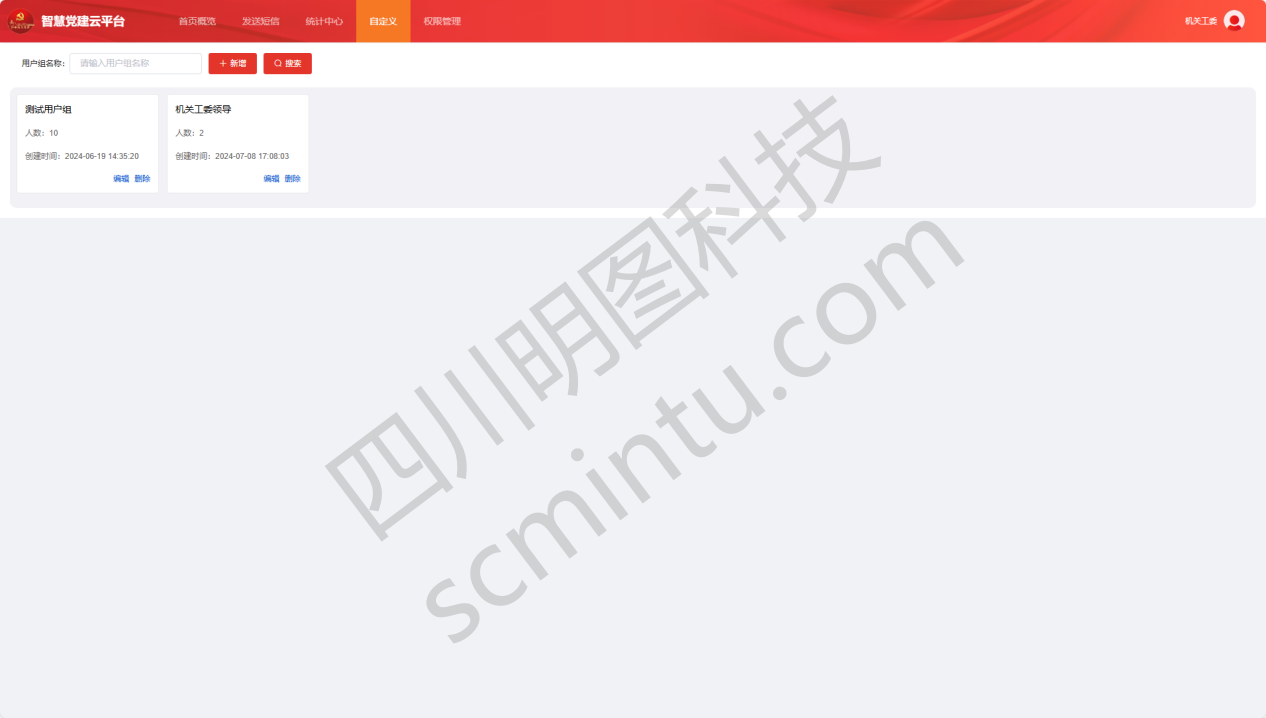 智慧党建云平台 首页概览 发送短信 统计中心 自定义 权限管理 机关工委
用户组名称: 请输入用户组名称 新增 搜索
测试用户组 机关工委领导
人数: 10 人数: 2
创建时间: 2024-06-19 14:35:20 创建时间: 2024-07-08 17:08:03
编辑 删除 编辑 删除
四川明图科技
scmintu.com